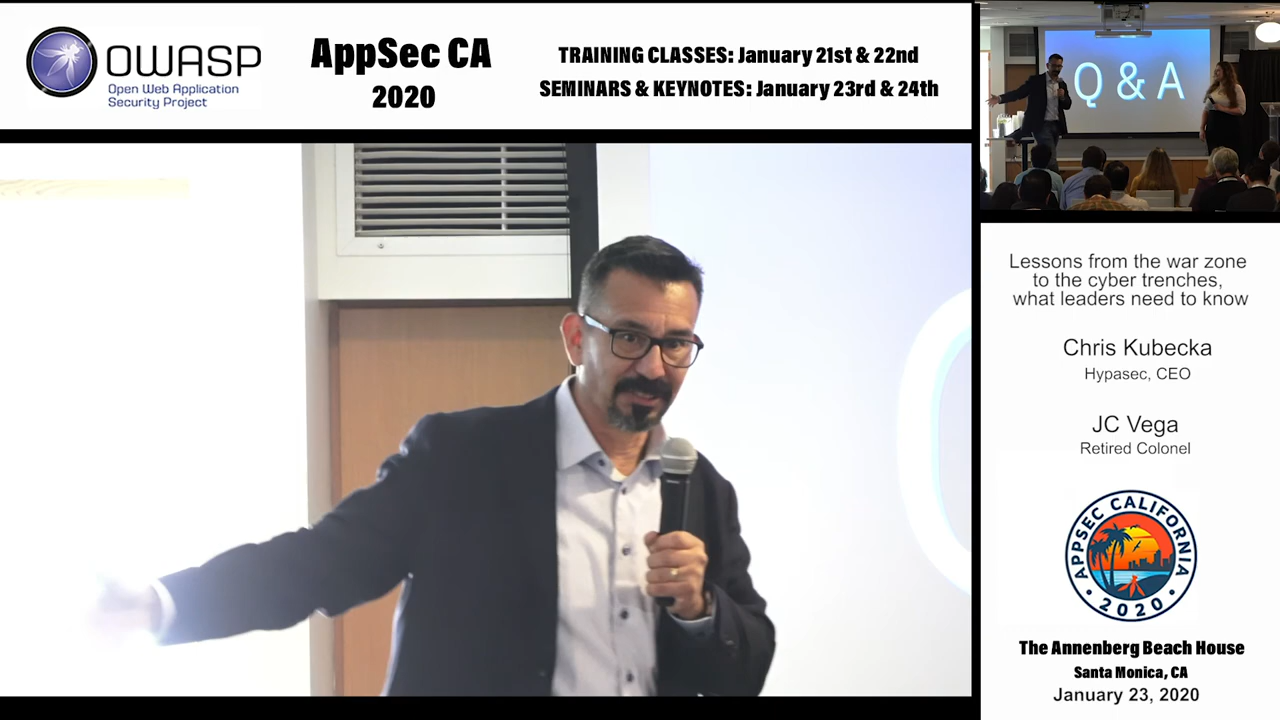 OWASP
Open Web Application
Security Project
AppSec CA
2020
TRAINING CLASSES: January 21st & 22nd
SEMINARS & KEYNOTES: January 23rd & 24th
Q & A
Lessons from the war zone
to the cyber trenches,
what leaders need to know
Chris Kubecka
Hypasec, CEO
JC Vega
Retired Colonel
APPSEC CALIFORNIA
• 2020 •
The Annenberg Beach House
Santa Monica, CA
January 23, 2020